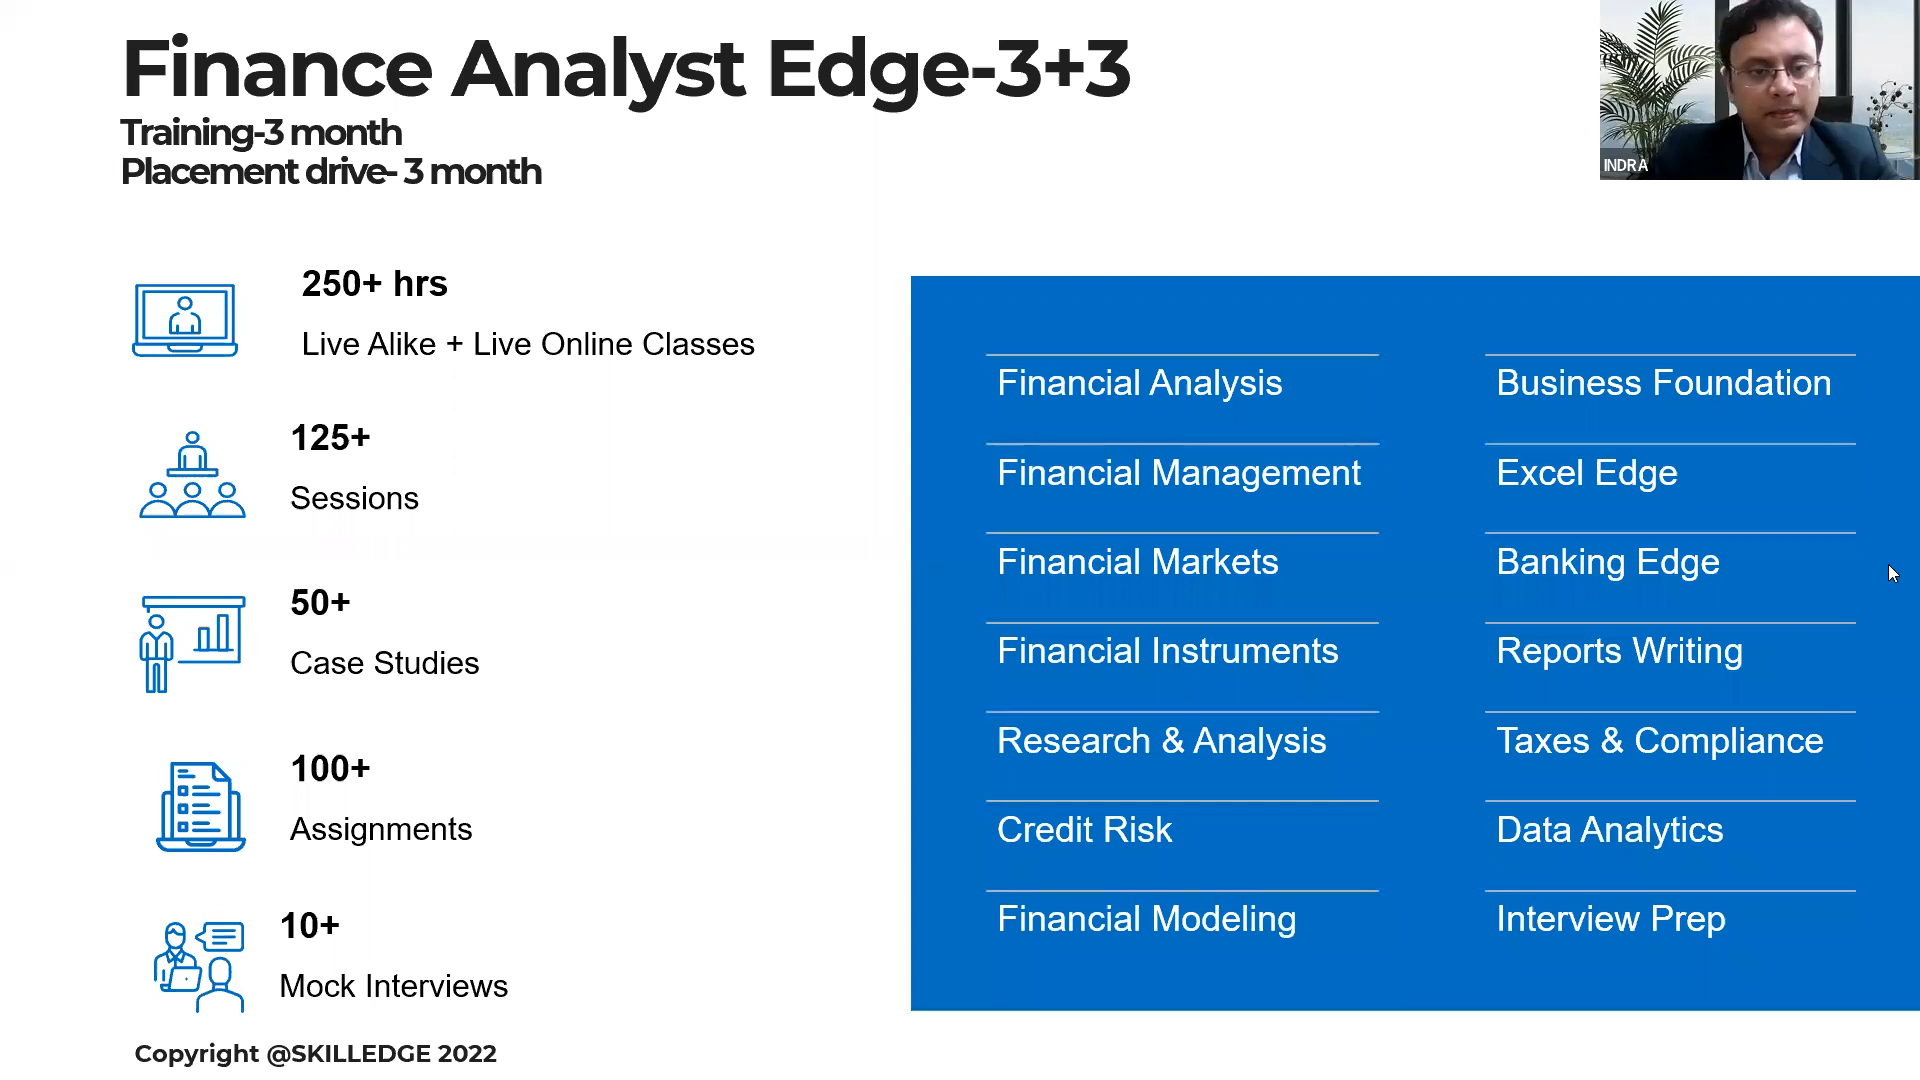 Finance Analyst Edge-3+3
Training-3 month
Placement drive- 3 month
INDRA
250+ hrs
Live Alike + Live Online Classes
125+
Sessions
50+
Case Studies
100+
Assignments
10+
Mock Interviews
Financial Analysis
Financial Management
Financial Markets
Financial Instruments
Research & Analysis
Credit Risk
Financial Modeling
Business Foundation
Excel Edge
Banking Edge
Reports Writing
Taxes & Compliance
Data Analytics
Interview Prep
Copyright @SKILLEDGE 2022